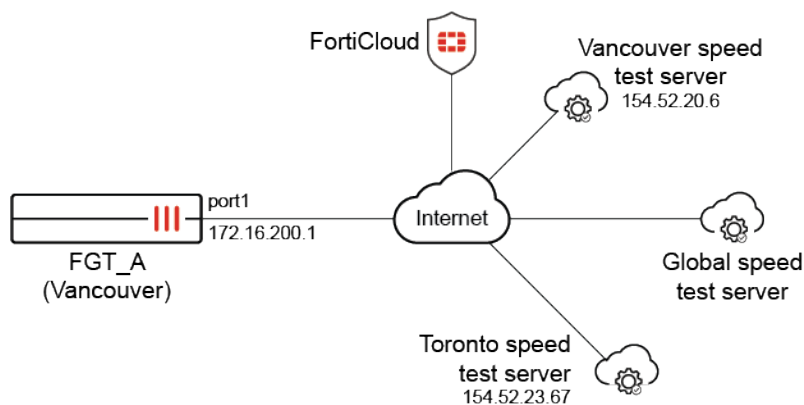 FortiCloud
Vancouver speed
test server
154.52.20.6
port1
172.16.200.1
Internet
FGT_A
(Vancouver)
Global speed
test server
Toronto speed
test server
154.52.23.67